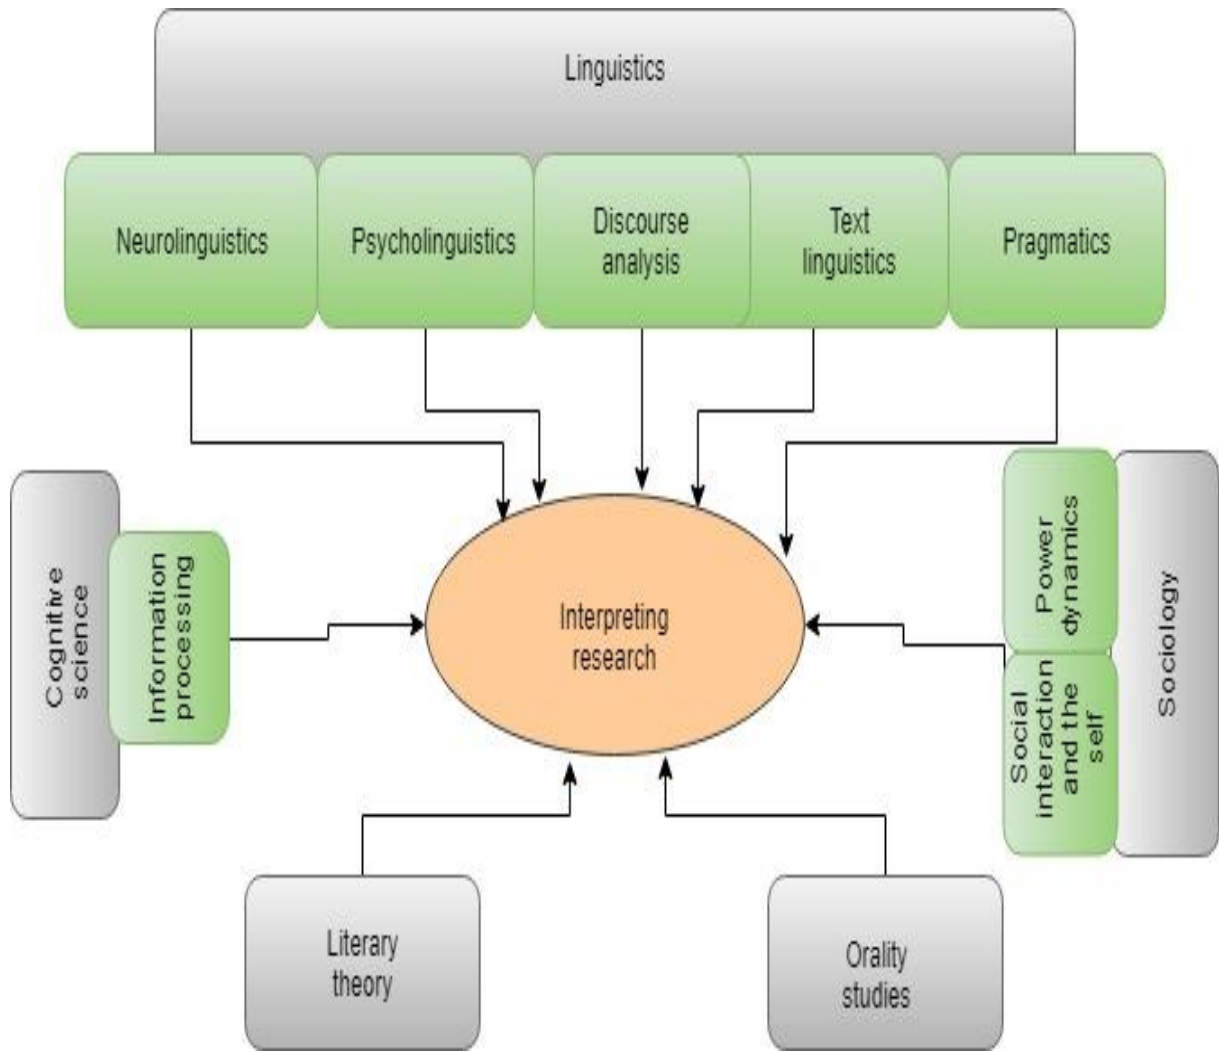 Linguistics
Neurolinguistics
Psycholinguistics
Discourse
analysis
Text
linguistics
Pragmatics
Cognitive
science
Information
processing
Interpreting
research
Power
dynamics
Social
interaction
and the
self
Sociology
Literary
theory
Orality
studies